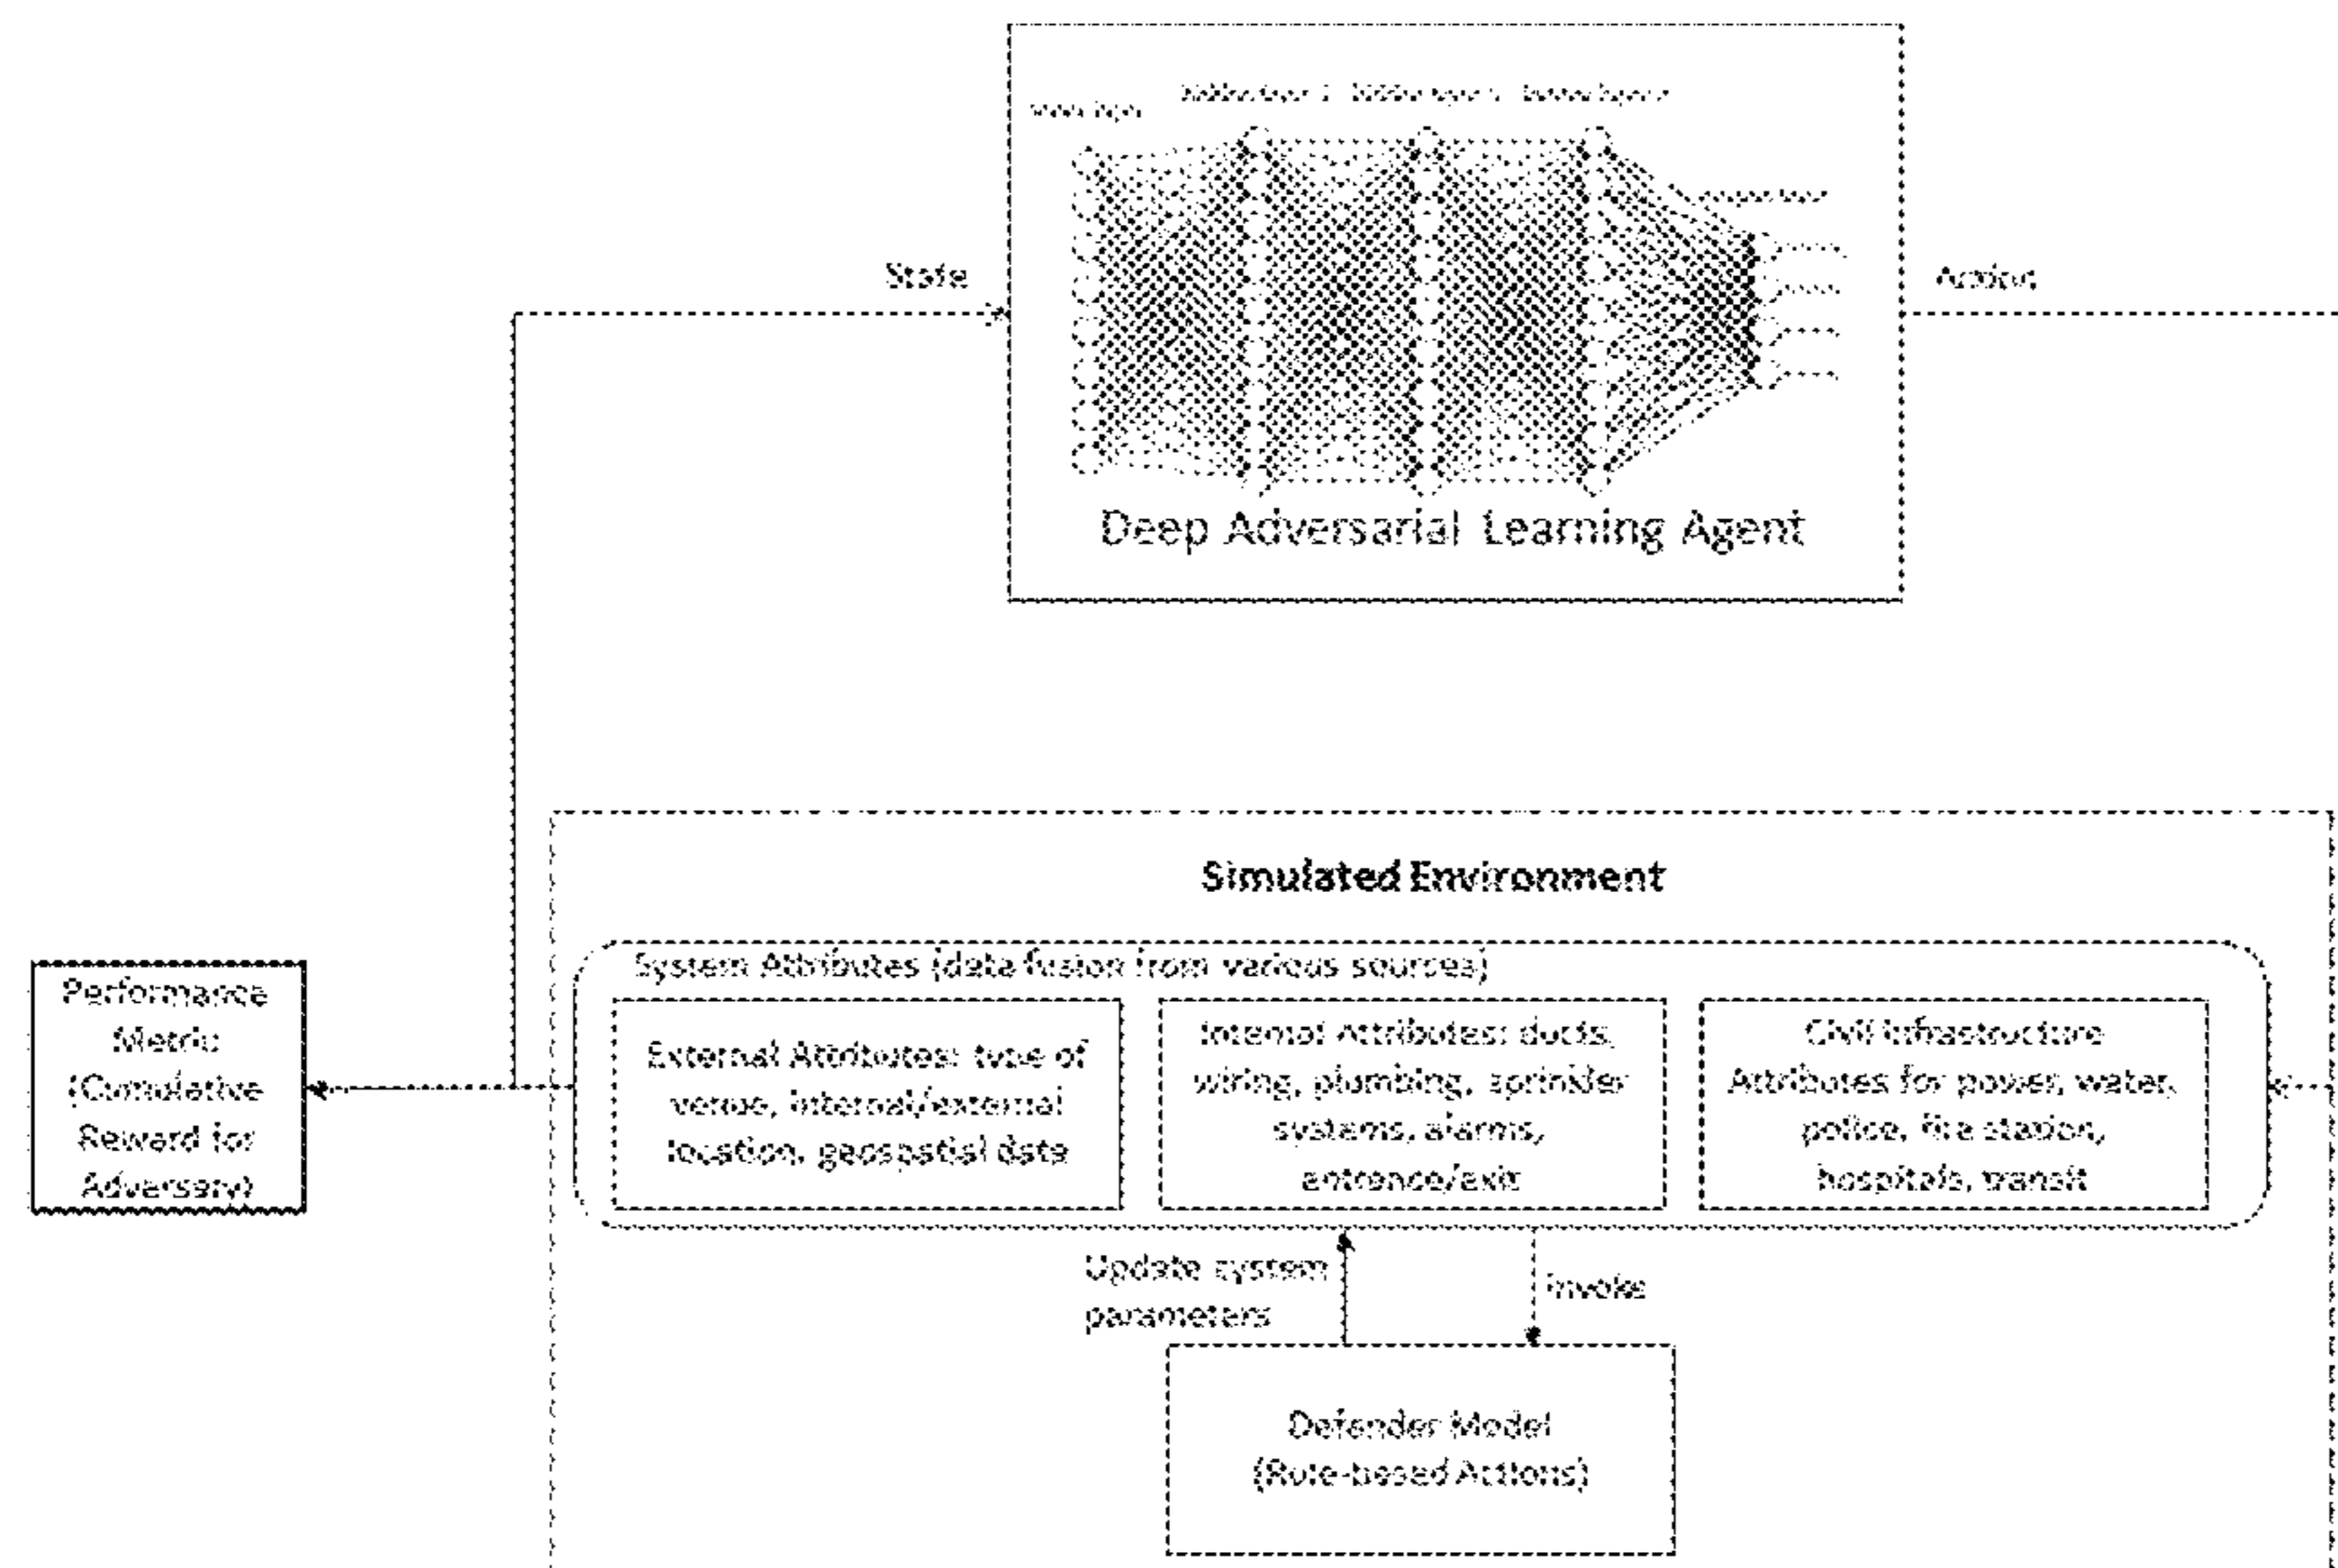 State
Action
Deep Adversarial Learning Agent
Simulated Environment
System Attributes (data fusion from various sources)
Performance
Metric
(Cumulative
Reward for
Adversary)
External Attributes: type of
venue, internal/external
location, geospatial data
Internal Attributes: ducts,
wiring, plumbing, sprinkler
systems, alarms,
entrance/exit
Civil Infrastructure
Attributes for power, water,
police, fire station,
hospitals, transit
Update system
parameters
invoke
Defender Model
(Rule-based Actions)